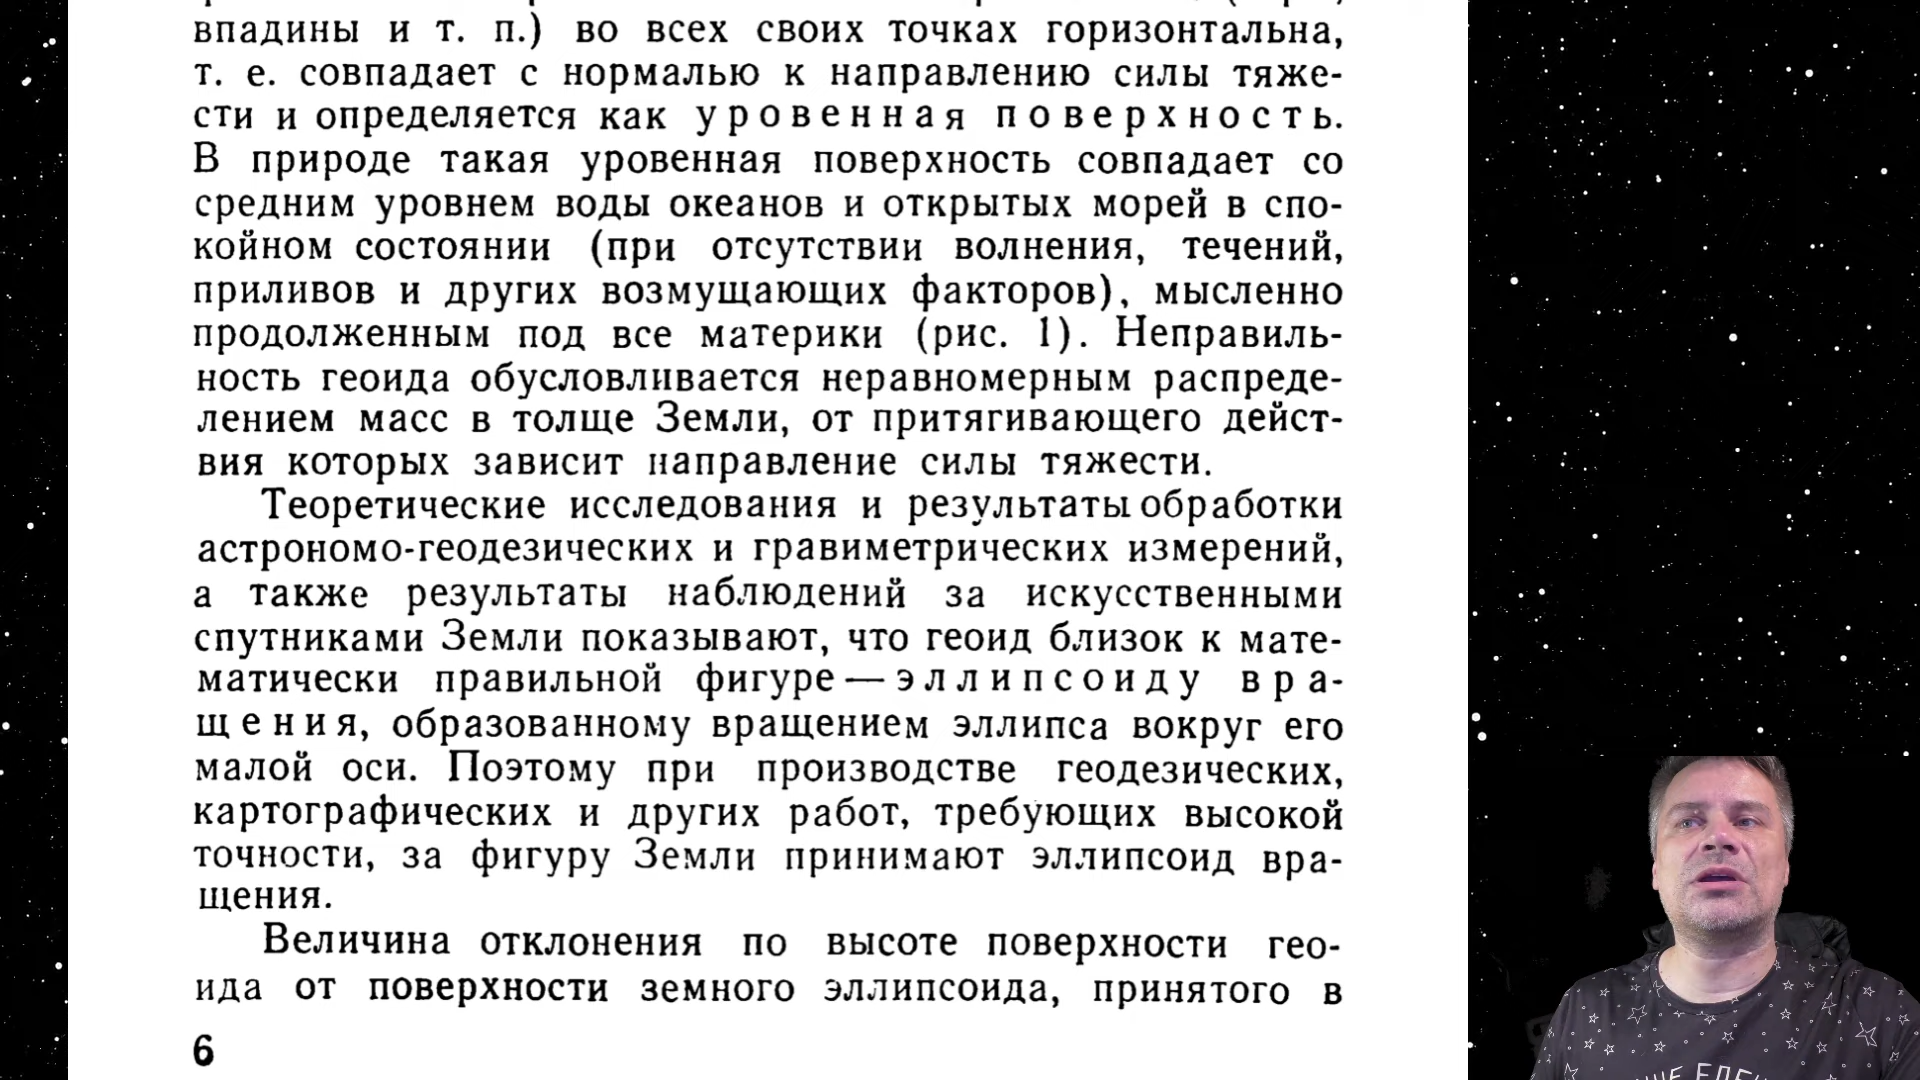 впадины и т. п.) во всех своих точках горизонтальна,
т. е. совпадает с нормалью к направлению силы тяже-
сти и определяется как уровенная поверхность.
В природе такая уровенная поверхность совпадает со
средним уровнем воды океанов и открытых морей в спо-
койном состоянии (при отсутствии волнения, течений,
приливов и других возмущающих факторов), мысленно
продолженным под все материки (рис. 1). Неправиль-
ность геоида обусловливается неравномерным распреде-
лением масс в толще Земли, от притягивающего дейст-
вия которых зависит направление силы тяжести.
Теоретические исследования и результаты обработки
астрономо-геодезических и гравиметрических измерений,
а также результаты наблюдений за искусственными
спутниками Земли показывают, что геоид близок к мате-
матически правильной фигуре — эллипсоиду вра-
щения, образованному вращением эллипса вокруг его
малой оси. Поэтому при производстве геодезических,
картографических и других работ, требующих высокой
точности, за фигуру Земли принимают эллипсоид вра-
щения.
Величина отклонения по высоте поверхности гео-
ида от поверхности земного эллипсоида, принятого в
6